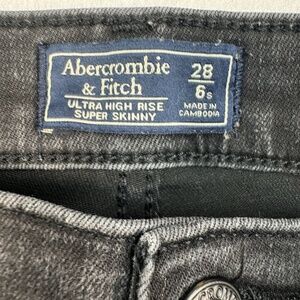 Abercrombie
& Fitch
ULTRA HIGH RISE
SUPER SKINNY
28
6S
MADE IN
CAMBODIA